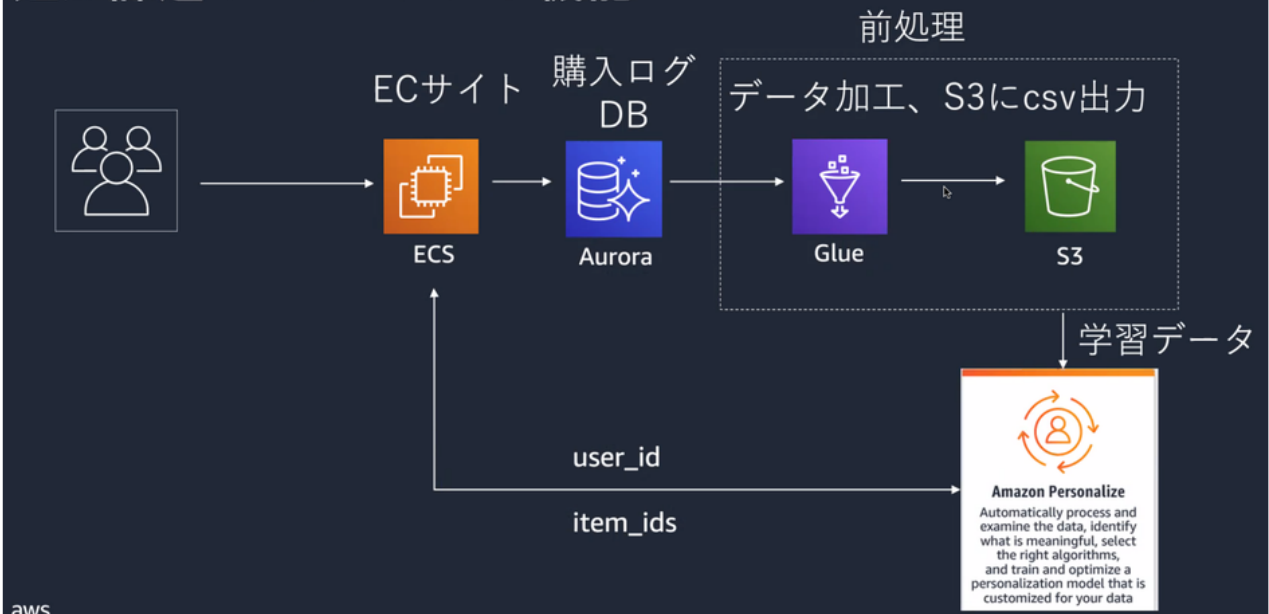 前処理
ECサイト
購入ログ
DB
データ加工、S3にcsv出力
ECS
Aurora
Glue
S3
学習データ
user_id
item_ids
Amazon Personalize
Automatically process and
examine the data, identify
what is meaningful, select
the right algorithms,
and train and optimize a
personalization model that is
customized for your data
aws